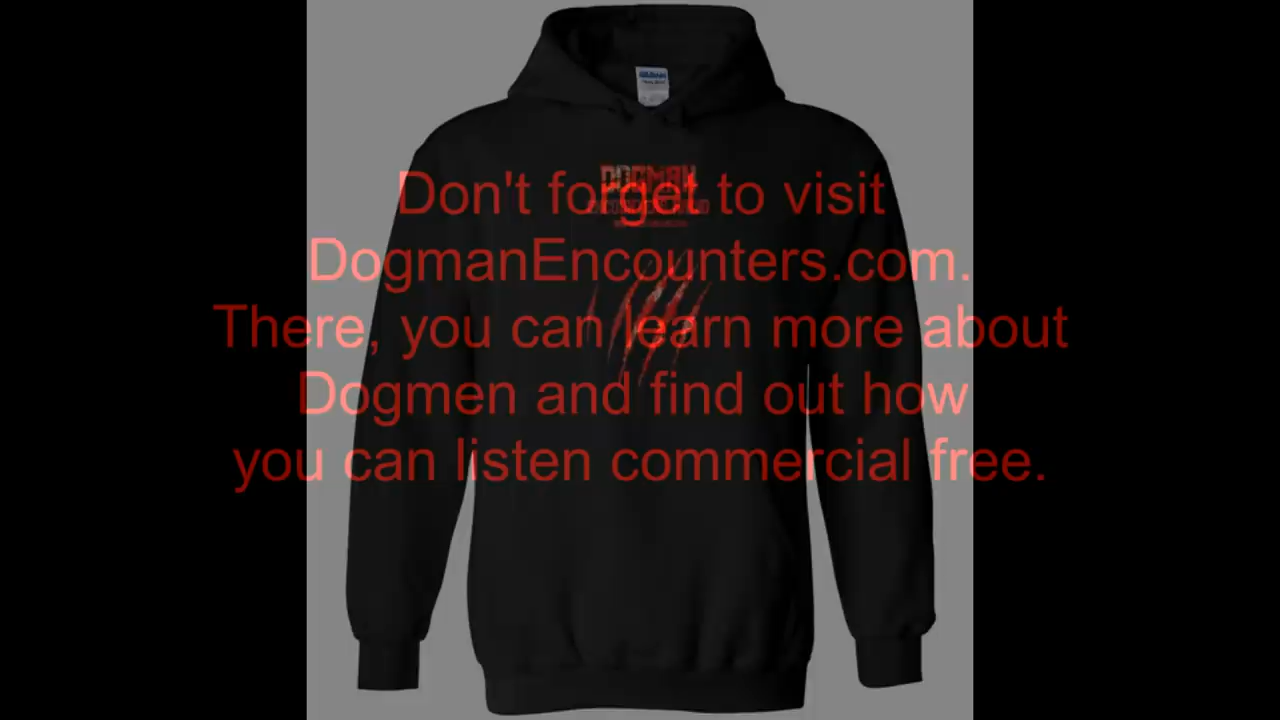 Don't forget to visit
DogmanEncounters.com.
There, you can learn more about
Dogmen and find out how
you can listen commercial free.
DOGMAN